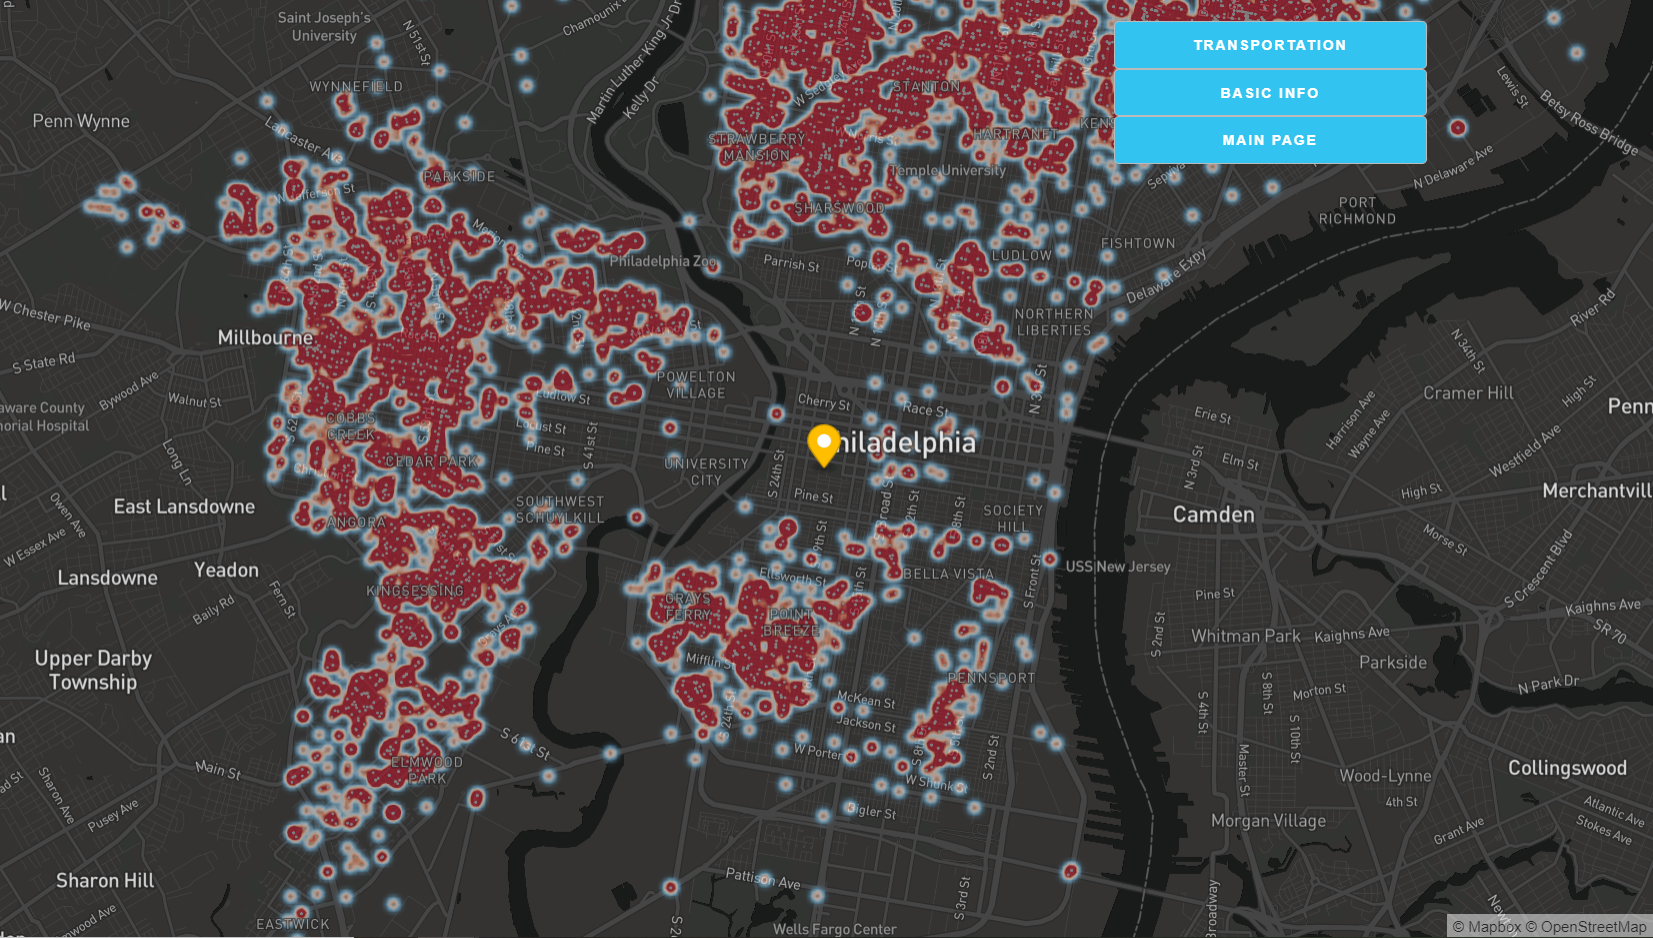 Saint Joseph's
University
N 51st St
Chamounix
Martin Luther King Jr Dr
Kelly Dr
TRANSPORTATION
BASIC INFO
MAIN PAGE
Lewis St
Betsy Ross Bridge
WYNNEFIELD
Penn Wynne
Lancaster Ave
STANTON
STRAWBERRY
MANSION
HARTRANFT
Temple University
N Delaware Ave
PARKSIDE
SHARSWOOD
PORT
RICHMOND
FISHTOWN
LUDLOW
Delaware Expy
Philadelphia Zoo
Parrish St
W Chester Pike
River Rd
NORTHERN
LIBERTIES
Millbourne
S State Rd
N 34th St
POWELTON
VILLAGE
Bywood Ave
Walnut St
Cherry St
Race St
N 3rd St
Ludlow St
Cramer Hill
High St
Penn
Harrison Ave
Wayne Ave
Erie St
COBBS
CREEK
Locust St
Pine St
S 41st St
Philadelphia
Westfield Ave
Long Ln
CEDAR PARK
UNIVERSITY
CITY
S 24th St
Elm St
N 3rd St
Pine St
High St
Merchantvill
East Lansdowne
Owen Ave
ANGORA
SOUTHWEST
SCHUYLKILL
SOCIETY
HILL
Camden
Morse St
W Essex Ave
Lansdowne
Yeadon
Fern St
Baily Rd
KINGSESSING
Ellsworth St
BELLA VISTA
S Front St
USS New Jersey
S Crescent Blvd
GRAYS
FERRY
POINT
BREEZE
Pine St
Kaighns Ave
SR 70
S 2nd St
Whitman Park
Kaighns Ave
Upper Darby
Township
Mifflin St
PENNSPORT
Parkside
N Park Dr
McKean St
Jackson St
S 24th St
S 4th St
S 8th St
Morton St
S 10th St
S 61st St
W Porter
S 2nd St
ELMWOOD
PARK
Main St
Sharon Ave
Pusey Ave
W Shunk St
Bigler St
Master St
Wood-Lynne
4th St
Collingswood
Atlantic Ave
Stokes Ave
Morgan Village
Grant Ave
Sharon Hill
Pattison Ave
S 3rd St
Broadway
EASTWICK
Wells Fargo Center
© Mapbox © OpenStreetMap